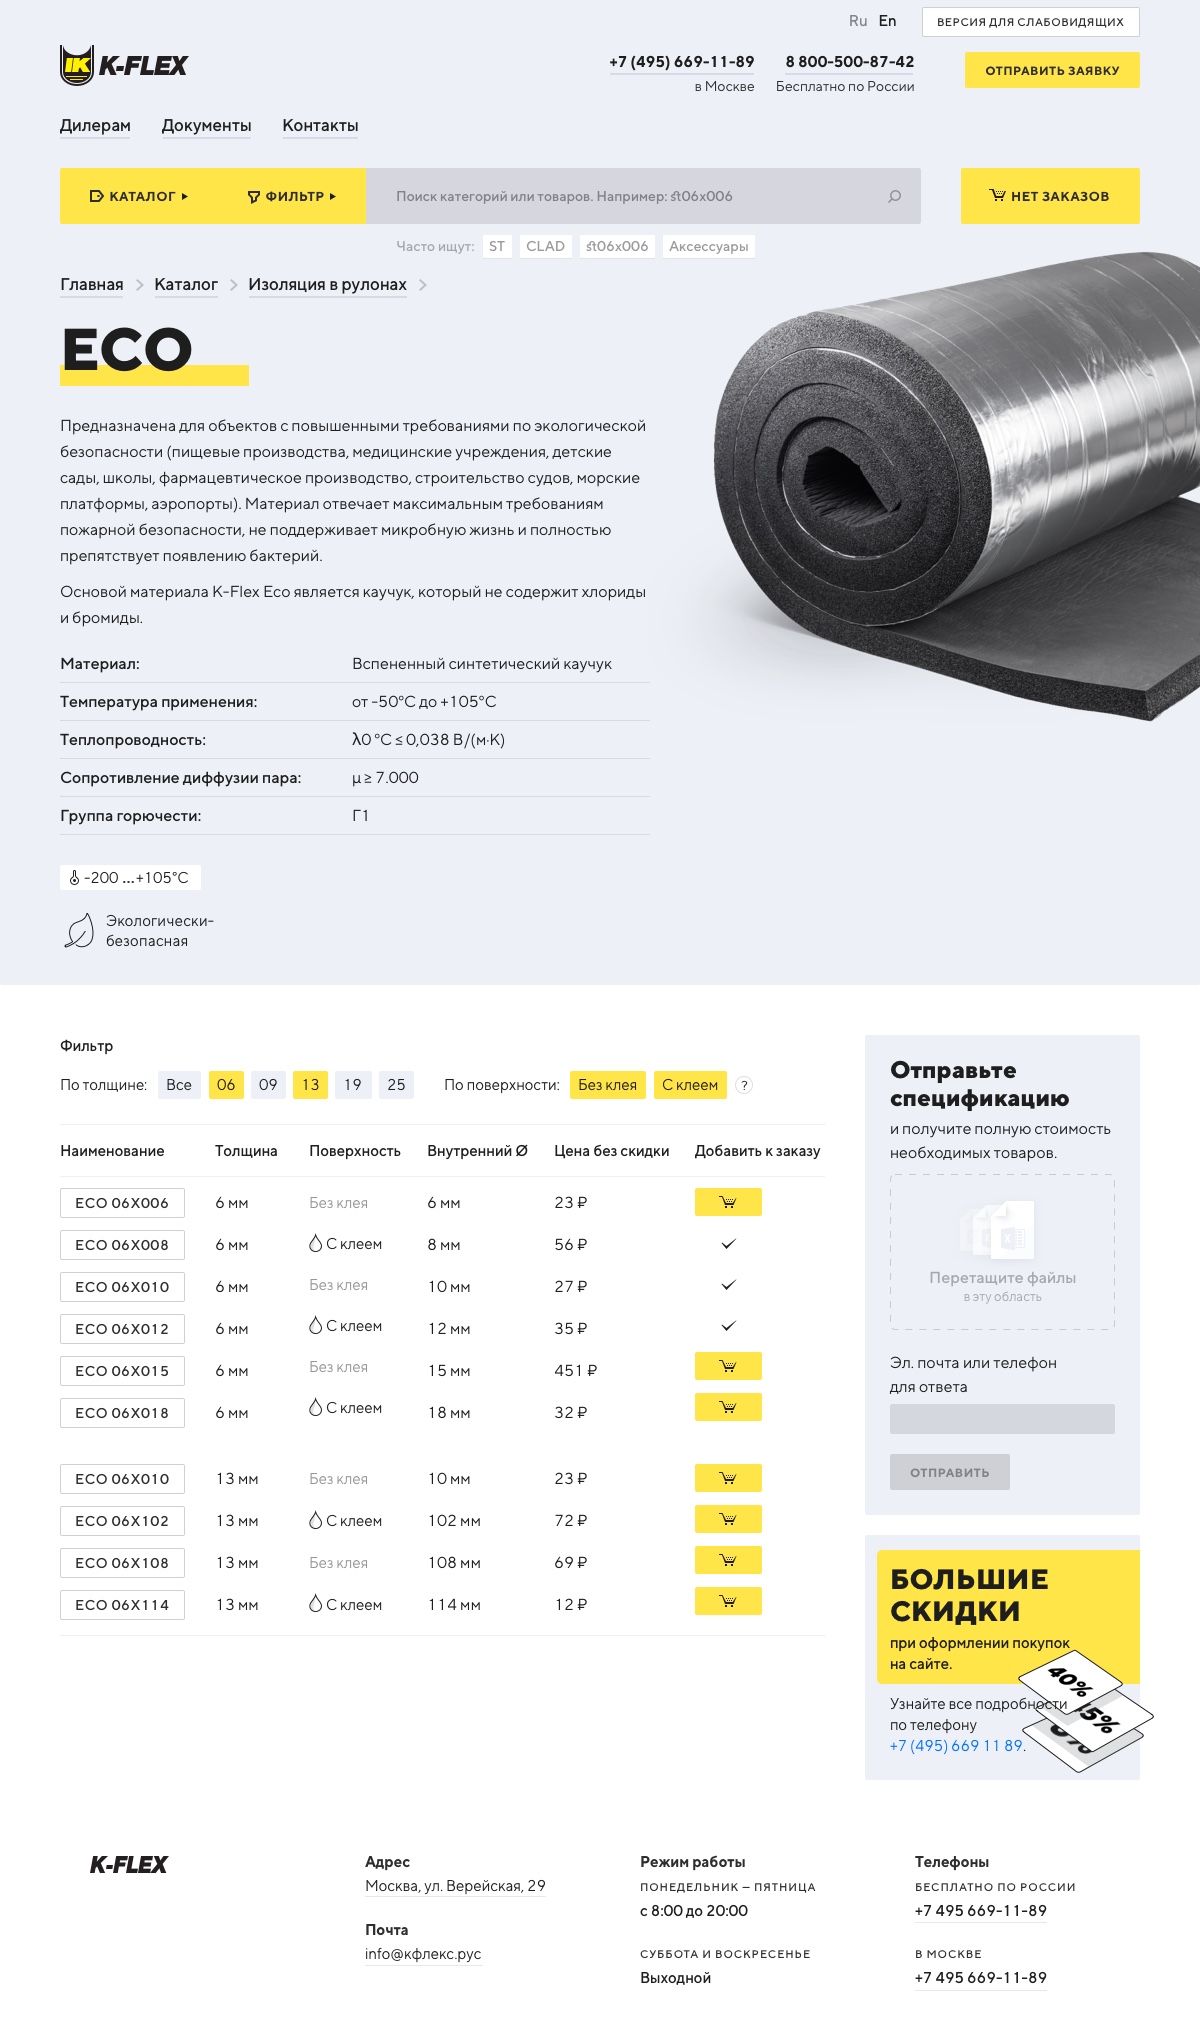 Ru En ВЕРСИЯ ДЛЯ СЛАБОВИДЯЩИХ
K-FLEX
+7 (495) 669-11-89 8 800-500-87-42 ОТПРАВИТЬ ЗАЯВКУ
в Москве Бесплатно по России
Дилерам Документы Контакты
КАТАЛОГ ФИЛЬТР Поиск категорий или товаров. Например: st06x006 НЕТ ЗАКАЗОВ
Часто ищут: ST CLAD st06x006 Аксессуары
Главная Каталог Изоляция в рулонах
ECO
Предназначена для объектов с повышенными требованиями по экологической
безопасности (пищевые производства, медицинские учреждения, детские
сады, школы, фармацевтическое производство, строительство судов, морские
платформы, аэропорты). Материал отвечает максимальным требованиям
пожарной безопасности, не поддерживает микробную жизнь и полностью
препятствует появлению бактерий.
Основой материала K-Flex Eco является каучук, который не содержит хлориды
и бромиды.
Материал: Вспененный синтетический каучук
Температура применения: от -50°C до +105°C
Теплопроводность: λ0 °C ≤ 0,038 В/(м·К)
Сопротивление диффузии пара: μ ≥ 7.000
Группа горючести: Г1
-200 ...+105°C
Экологически-
безопасная
Фильтр
По толщине: Все 06 09 13 19 25 По поверхности: Без клея С клеем ?
Наименование Толщина Поверхность Внутренний Ø Цена без скидки Добавить к заказу
ECO 06X006 6 мм Без клея 6 мм 23 ₽
ECO 06X008 6 мм С клеем 8 мм 56 ₽
ECO 06X010 6 мм Без клея 10 мм 27 ₽
ECO 06X012 6 мм С клеем 12 мм 35 ₽
ECO 06X015 6 мм Без клея 15 мм 451 ₽
ECO 06X018 6 мм С клеем 18 мм 32 ₽
ECO 06X010 13 мм Без клея 10 мм 23 ₽
ECO 06X102 13 мм С клеем 102 мм 72 ₽
ECO 06X108 13 мм Без клея 108 мм 69 ₽
ECO 06X114 13 мм С клеем 114 мм 12 ₽
Отправьте
спецификацию
и получите полную стоимость
необходимых товаров.
X
Перетащите файлы
в эту область
Эл. почта или телефон
для ответа
ОТПРАВИТЬ
БОЛЬШИЕ
СКИДКИ
при оформлении покупок
на сайте.
40%
5%
Узнайте все подробности
по телефону
+7 (495) 669 11 89.
K-FLEX
Адрес
Москва, ул. Верейская, 29
Почта
info@кфлекс.рус
Режим работы
ПОНЕДЕЛЬНИК – ПЯТНИЦА
с 8:00 до 20:00
СУББОТА И ВОСКРЕСЕНЬЕ
Выходной
Телефоны
БЕСПЛАТНО ПО РОССИИ
+7 495 669-11-89
В МОСКВЕ
+7 495 669-11-89